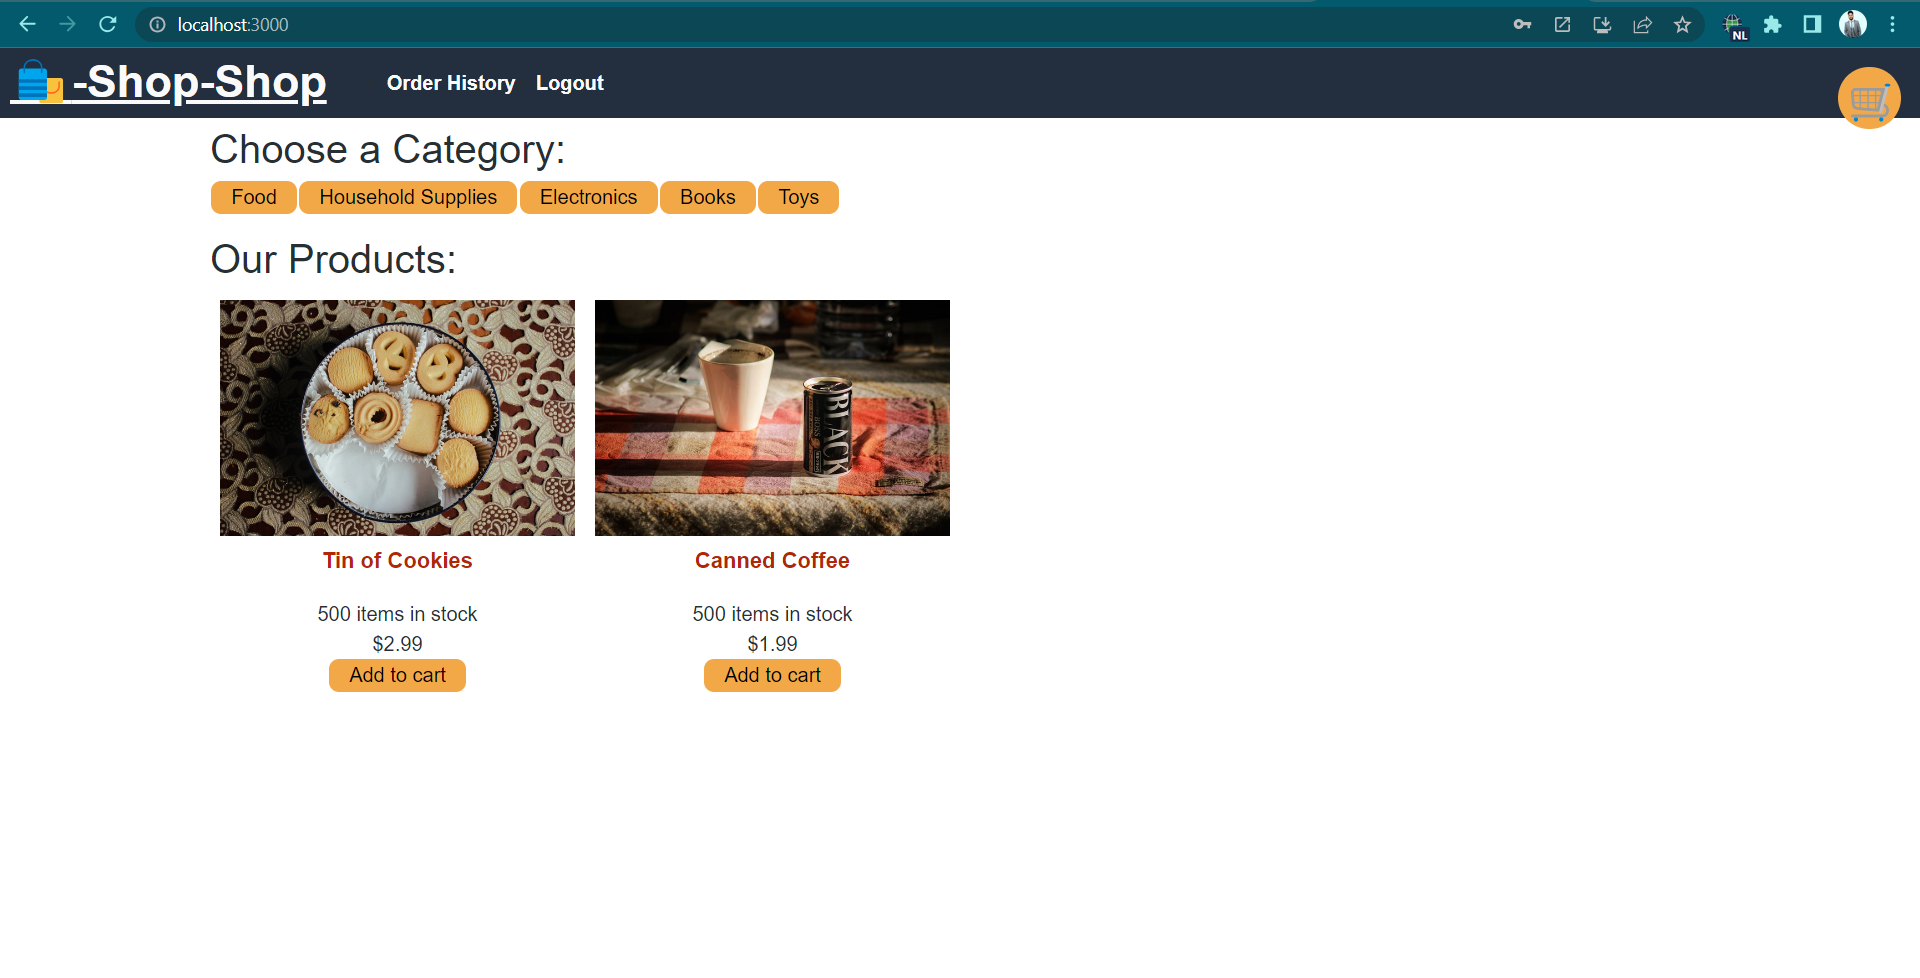 localhost:3000
NL
-Shop-Shop
Order History Logout
Choose a Category:
Food Household Supplies Electronics Books Toys
Our Products:
BLACK
BOSS
Tin of Cookies Canned Coffee
500 items in stock 500 items in stock
$2.99 $1.99
Add to cart Add to cart